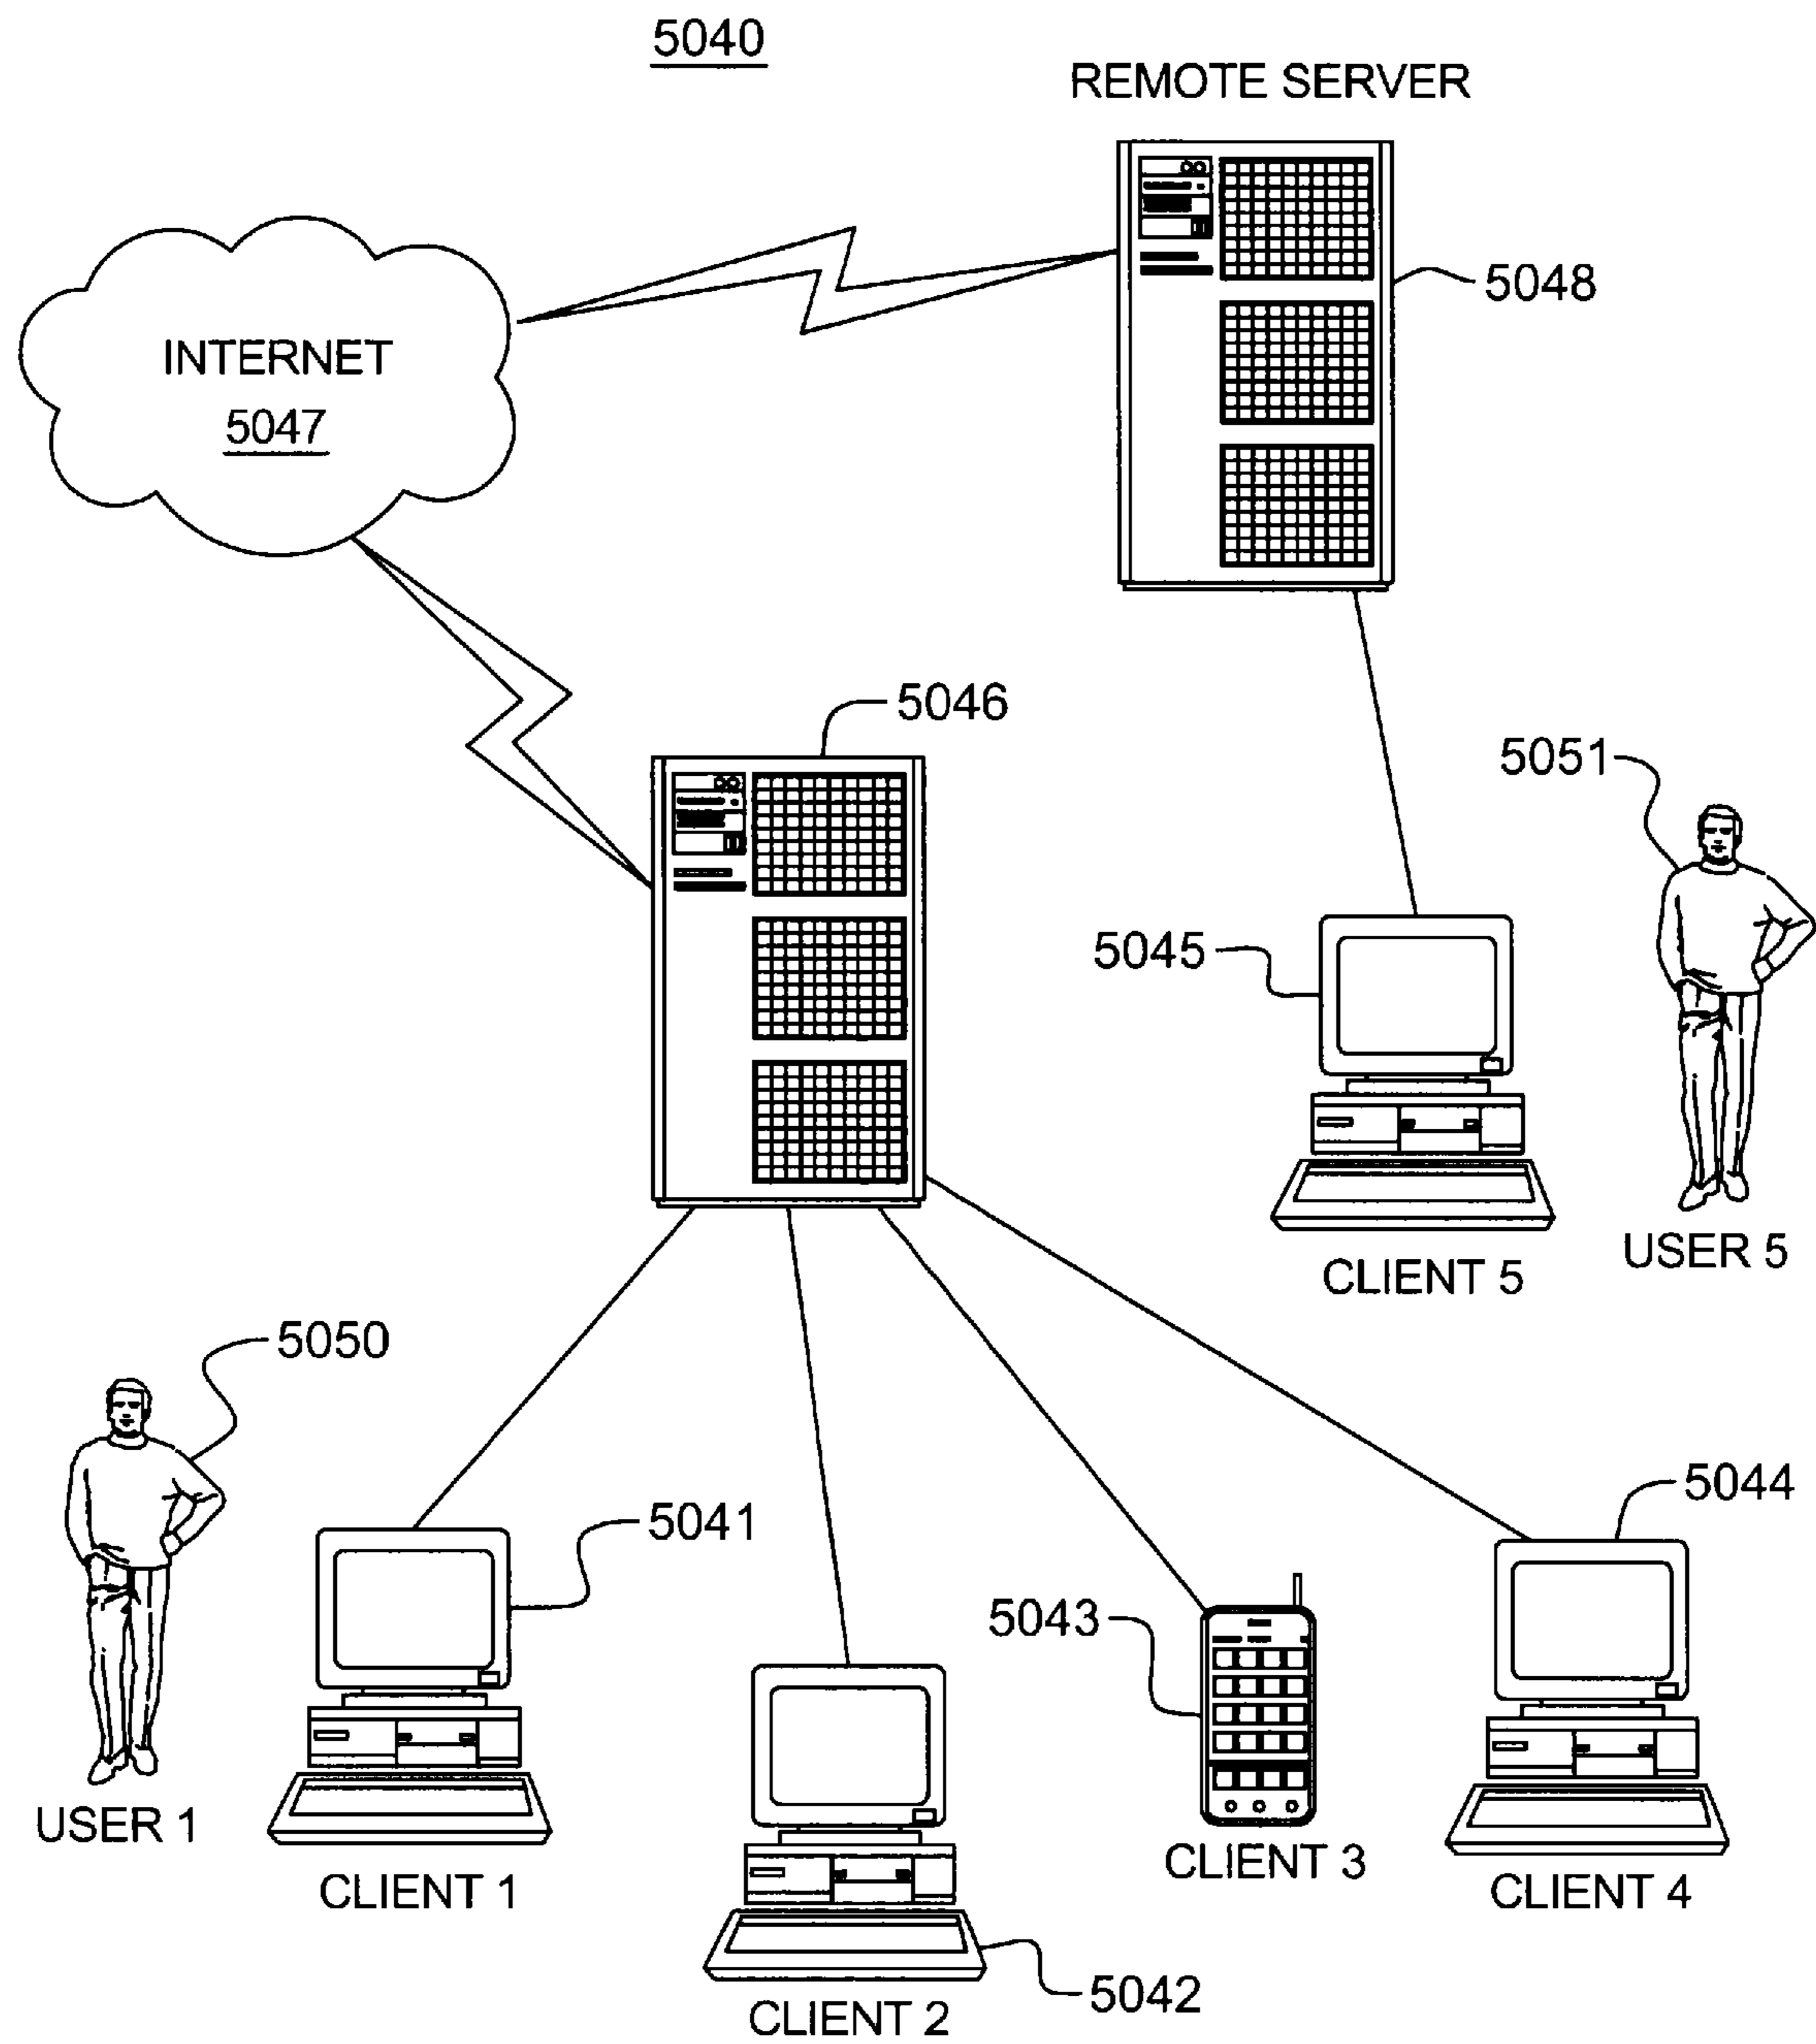 5040
REMOTE SERVER
5048
INTERNET
5047
5046
5051
5045
USER 5
CLIENT 5
5050
5044
5041
5043
USER 1
CLIENT 1
CLIENT 3
CLIENT 4
5042
CLIENT 2